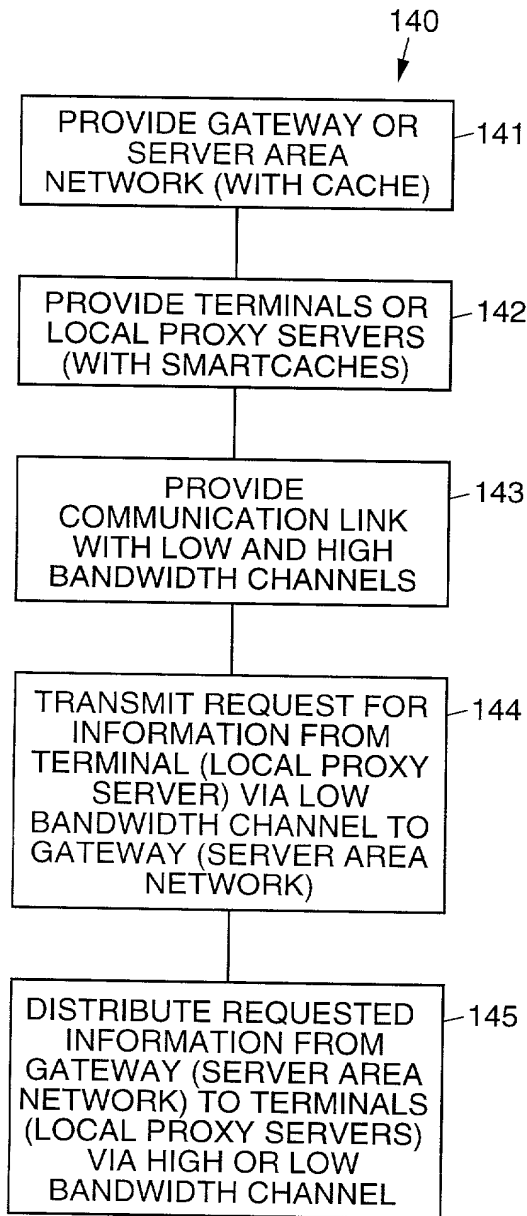 140
PROVIDE GATEWAY OR
SERVER AREA
NETWORK (WITH CACHE)
141
PROVIDE TERMINALS OR
LOCAL PROXY SERVERS
(WITH SMARTCACHES)
142
PROVIDE
COMMUNICATION LINK
WITH LOW AND HIGH
BANDWIDTH CHANNELS
143
TRANSMIT REQUEST FOR
INFORMATION FROM
TERMINAL (LOCAL PROXY
SERVER) VIA LOW
BANDWIDTH CHANNEL TO
GATEWAY (SERVER AREA
NETWORK)
144
DISTRIBUTE REQUESTED
INFORMATION FROM
GATEWAY (SERVER AREA
NETWORK) TO TERMINALS
(LOCAL PROXY SERVERS)
VIA HIGH OR LOW
BANDWIDTH CHANNEL
145